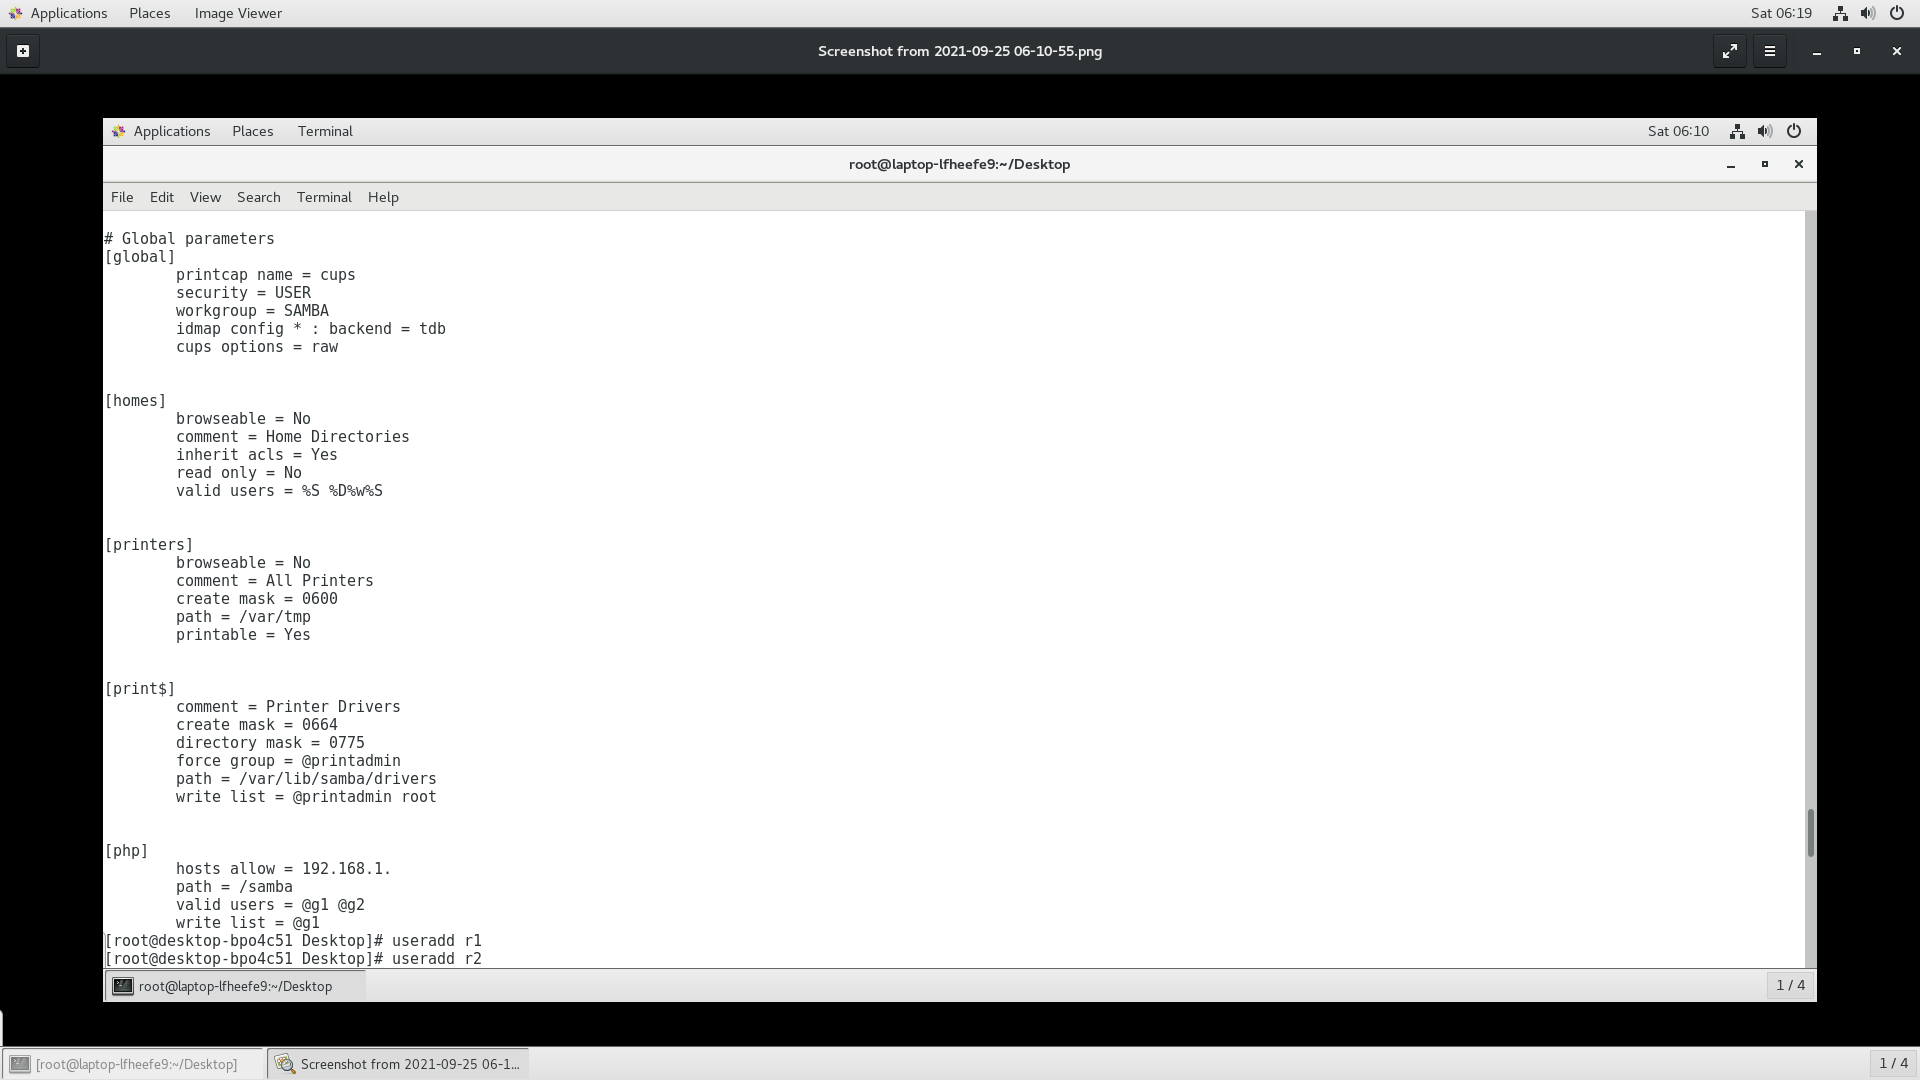 Applications Places Image Viewer Sat 06:19
Screenshot from 2021-09-25 06-10-55.png
Applications Places Terminal Sat 06:10
root@laptop-lfheefe9:~/Desktop
File Edit View Search Terminal Help
# Global parameters
[global]
printcap name = cups
security = USER
workgroup = SAMBA
idmap config * : backend = tdb
cups options = raw
[homes]
browseable = No
comment = Home Directories
inherit acls = Yes
read only = No
valid users = %S %D%w%S
[printers]
browseable = No
comment = All Printers
create mask = 0600
path = /var/tmp
printable = Yes
[print$]
comment = Printer Drivers
create mask = 0664
directory mask = 0775
force group = @printadmin
path = /var/lib/samba/drivers
write list = @printadmin root
[php]
hosts allow = 192.168.1.
path = /samba
valid users = @g1 @g2
write list = @g1
[root@desktop-bpo4c51 Desktop]# useradd r1
[root@desktop-bpo4c51 Desktop]# useradd r2
root@laptop-lfheefe9:~/Desktop 1 / 4
[root@laptop-lfheefe9:~/Desktop] Screenshot from 2021-09-25 06-1... 1 / 4